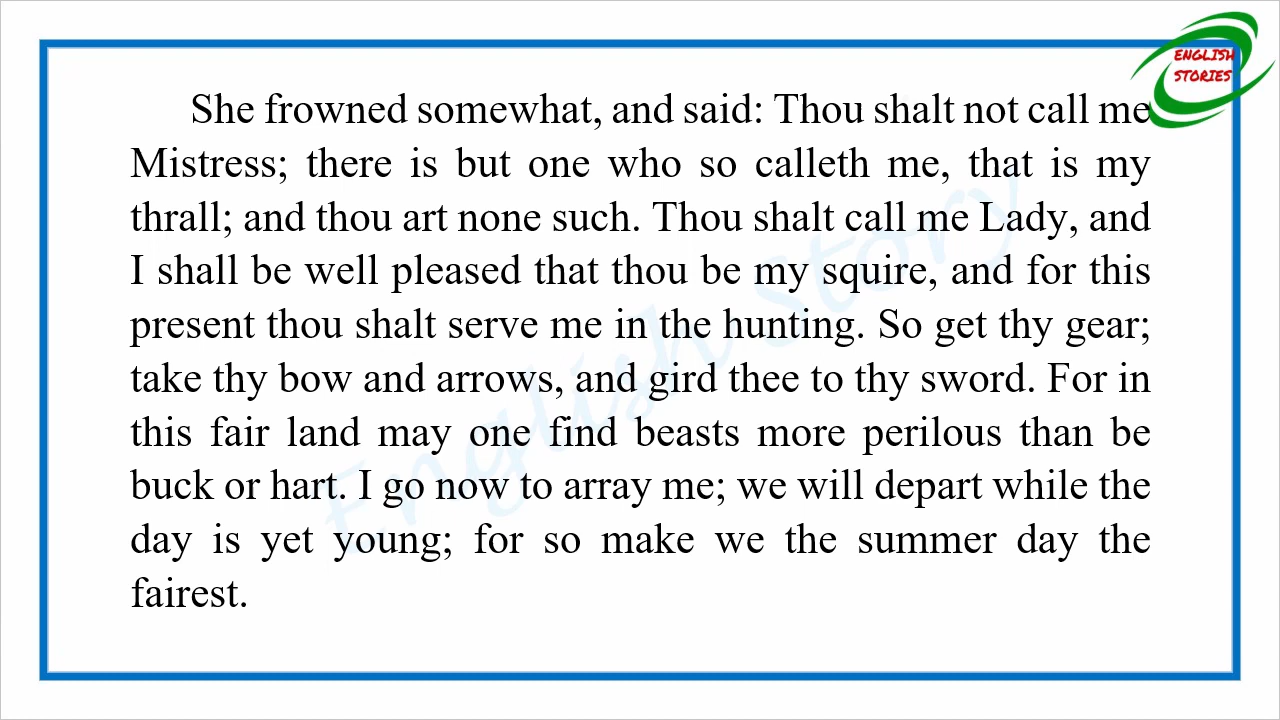 ENGLISH
STORIES
She frowned somewhat, and said: Thou shalt not call me
Mistress; there is but one who so calleth me, that is my
thrall; and thou art none such. Thou shalt call me Lady, and
I shall be well pleased that thou be my squire, and for this
present thou shalt serve me in the hunting. So get thy gear;
take thy bow and arrows, and gird thee to thy sword. For in
this fair land may one find beasts more perilous than be
buck or hart. I go now to array me; we will depart while the
day is yet young; for so make we the summer day the
fairest.
English Story